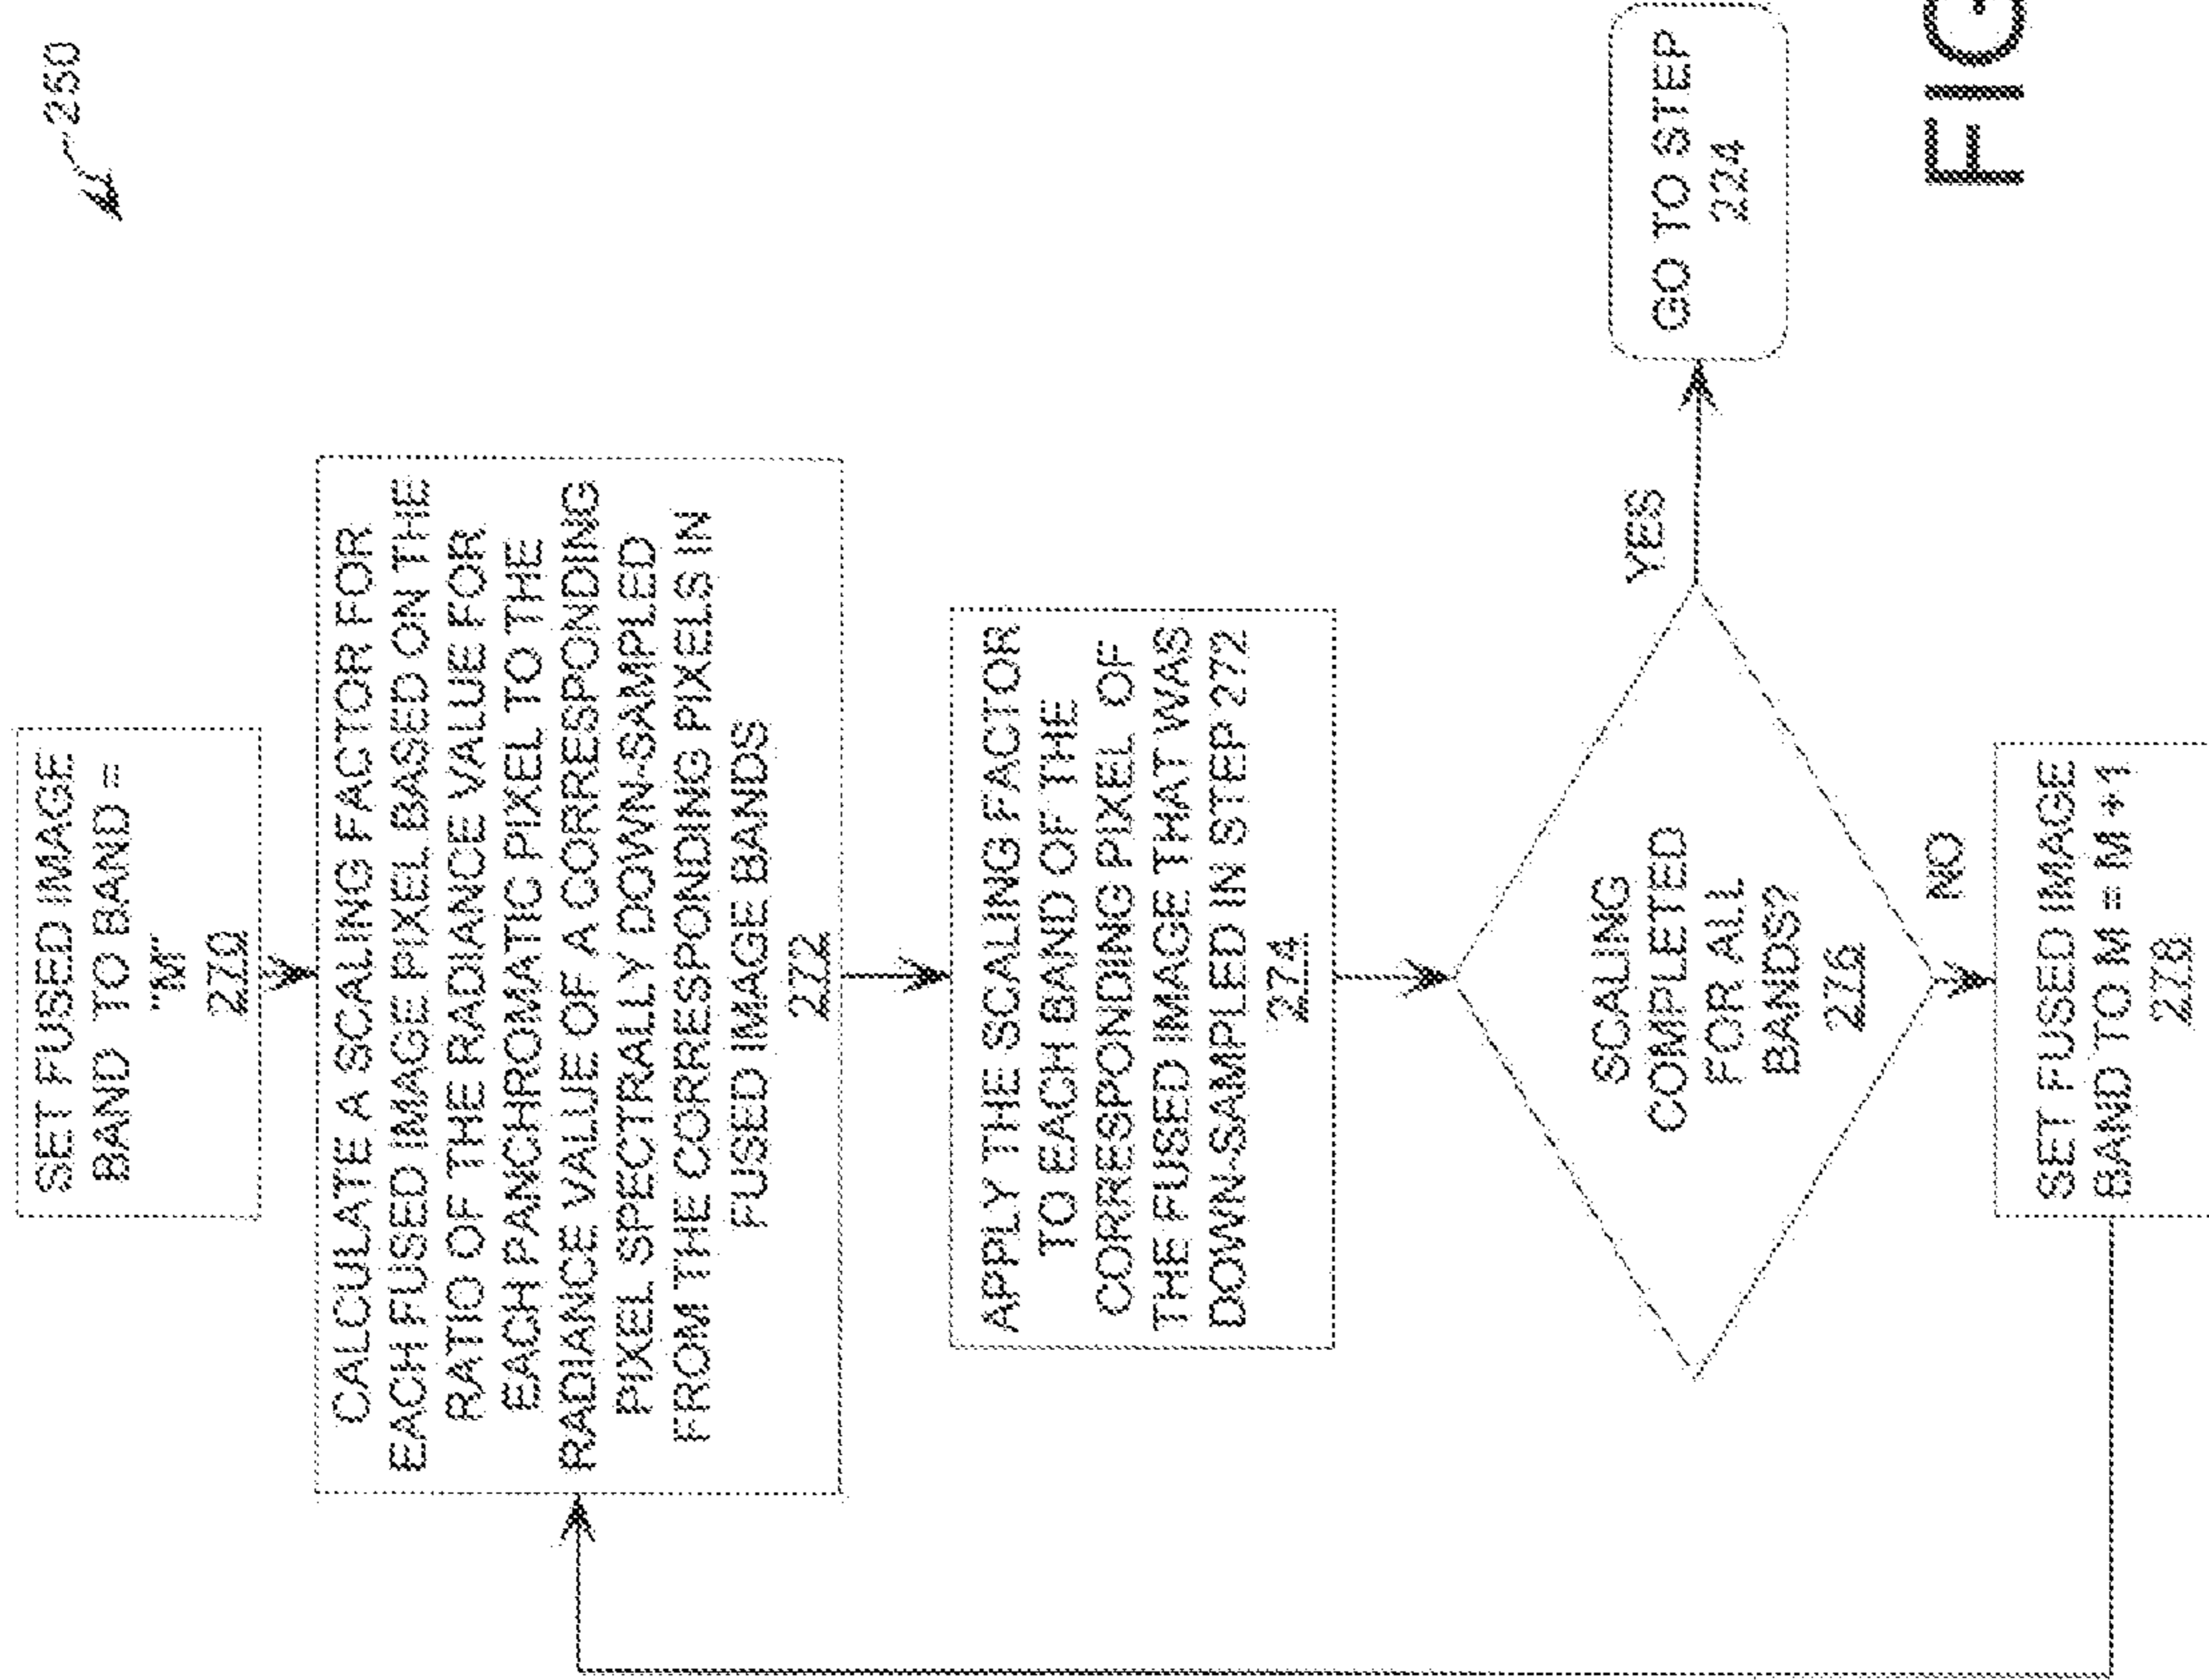 250
SET FUSED IMAGE
BAND TO BAND =
"M"
270
CALCULATE A SCALING FACTOR FOR
EACH FUSED IMAGE PIXEL BASED ON THE
RATIO OF THE RADIANCE VALUE FOR
EACH PANCHROMATIC PIXEL TO THE
RADIANCE VALUE OF A CORRESPONDING
PIXEL SPECTRALLY DOWN-SAMPLED
FROM THE CORRESPONDING PIXELS IN
FUSED IMAGE BANDS
272
APPLY THE SCALING FACTOR
TO EACH BAND OF THE
CORRESPONDING PIXEL OF
THE FUSED IMAGE THAT WAS
DOWN-SAMPLED IN STEP 272
274
SCALING
COMPLETED
FOR ALL
BANDS?
276
YES
GO TO STEP
224
NO
SET FUSED IMAGE
BAND TO M = M +1
278
FIG